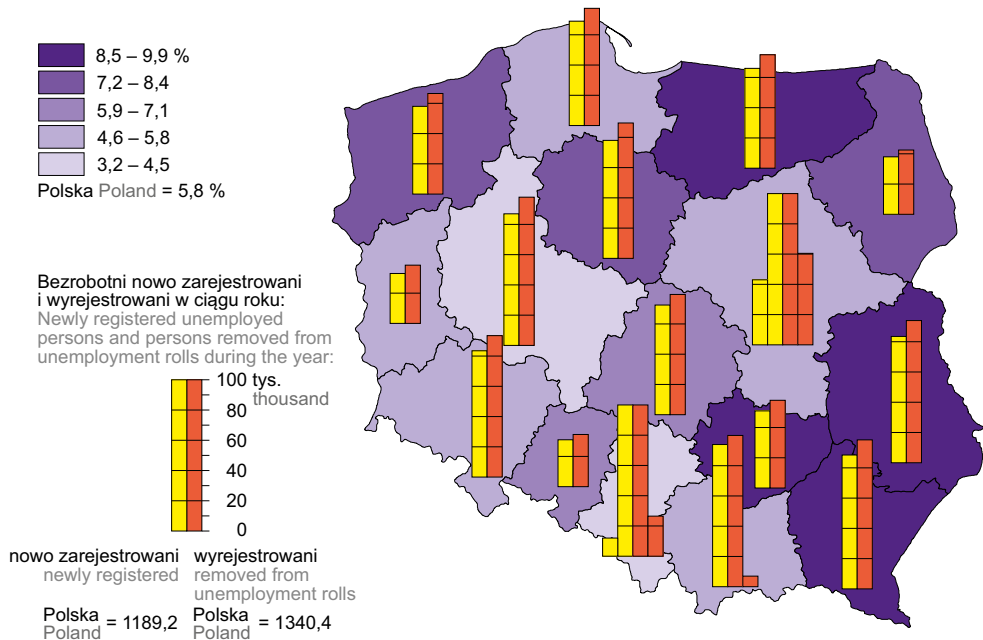 8,5 – 9,9 %
7,2 – 8,4
5,9 – 7,1
4,6 – 5,8
3,2 – 4,5
Polska Poland = 5,8 %
Bezrobotni nowo zarejestrowani
i wyrejestrowani w ciągu roku:
Newly registered unemployed
persons and persons removed from
unemployment rolls during the year:
100 tys.
thousand
80
60
40
20
0
nowo zarejestrowani
newly registered
wyrejestrowani
removed from
unemployment rolls
Polska
Poland = 1189,2
Polska
Poland = 1340,4